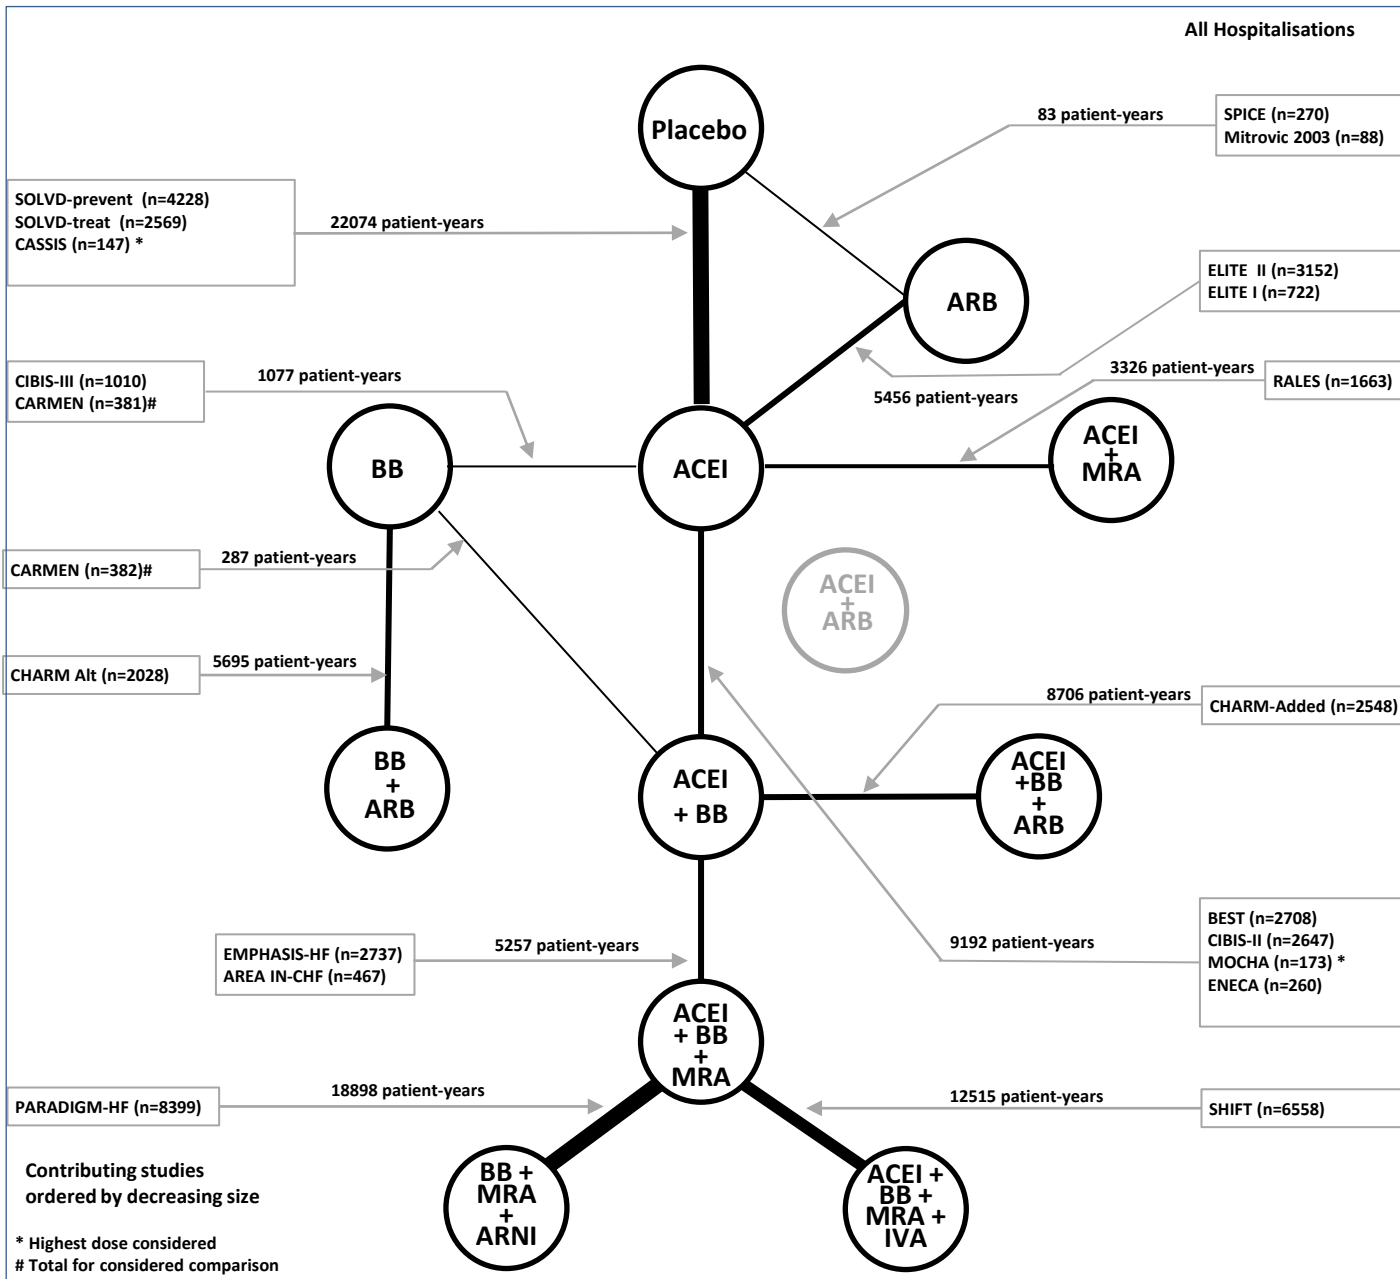 All Hospitalisations
Placebo
83 patient-years
SPICE (n=270)
Mitrovic 2003 (n=88)
SOLVD-prevent (n=4228)
SOLVD-treat (n=2569)
CASSIS (n=147) *
22074 patient-years
ARB
ELITE II (n=3152)
ELITE I (n=722)
5456 patient-years
3326 patient-years
RALES (n=1663)
CIBIS-III (n=1010)
CARMEN (n=381)#
1077 patient-years
BB
ACEI
ACEI
+
MRA
CARMEN (n=382)#
287 patient-years
ACEI
+
ARB
CHARM Alt (n=2028)
5695 patient-years
8706 patient-years
CHARM-Added (n=2548)
BB
+
ARB
ACEI
+ BB
ACEI
+BB
+
ARB
EMPHASIS-HF (n=2737)
AREA IN-CHF (n=467)
5257 patient-years
9192 patient-years
BEST (n=2708)
CIBIS-II (n=2647)
MOCHA (n=173) *
ENECA (n=260)
ACEI
+ BB
+
MRA
PARADIGM-HF (n=8399)
18898 patient-years
12515 patient-years
SHIFT (n=6558)
BB +
MRA
+
ARNI
ACEI +
BB +
MRA +
IVA
Contributing studies
ordered by decreasing size
* Highest dose considered
# Total for considered comparison